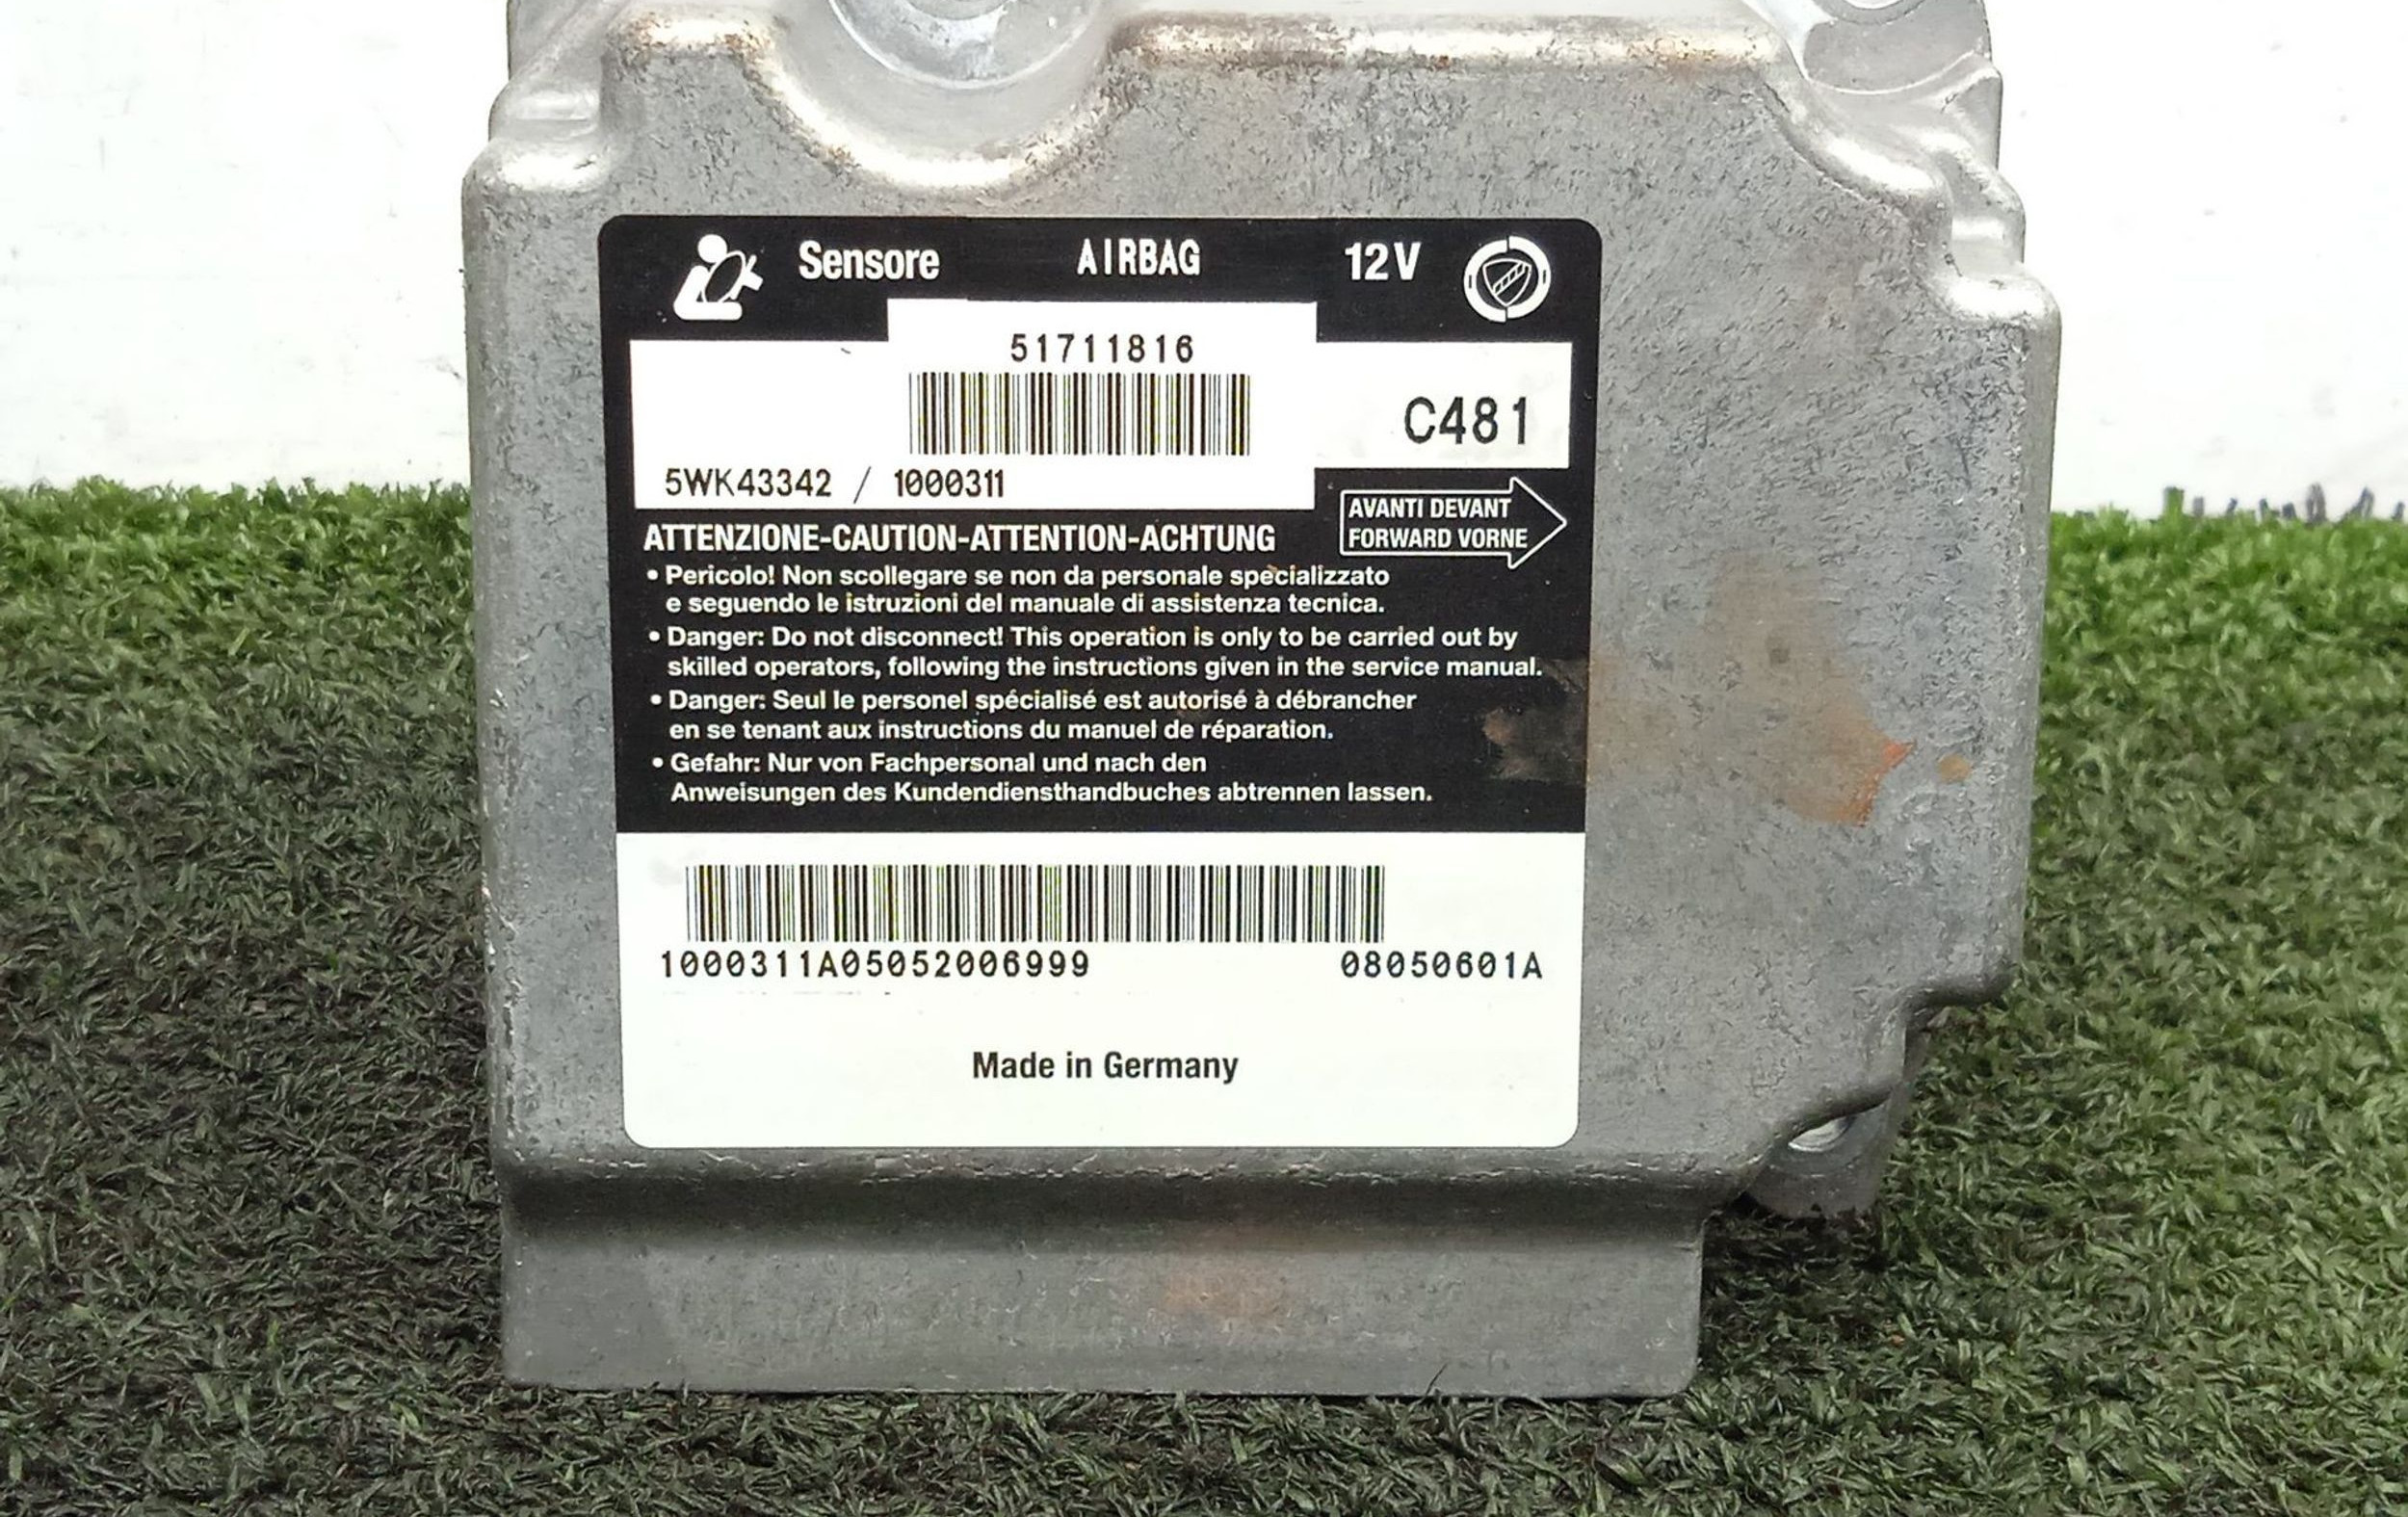 Sensore AIRBAG 12V
51711816
C481
5WK43342 / 1000311
AVANTI DEVANT
FORWARD VORNE
ATTENZIONE-CAUTION-ATTENTION-ACHTUNG
• Pericolo! Non scollegare se non da personale specializzato
e seguendo le istruzioni del manuale di assistenza tecnica.
• Danger: Do not disconnect! This operation is only to be carried out by
skilled operators, following the instructions given in the service manual.
• Danger: Seul le personel spécialisé est autorisé à débrancher
en se tenant aux instructions du manuel de réparation.
• Gefahr: Nur von Fachpersonal und nach den
Anweisungen des Kundendiensthandbuches abtrennen lassen.
1000311A05052006999 08050601A
Made in Germany